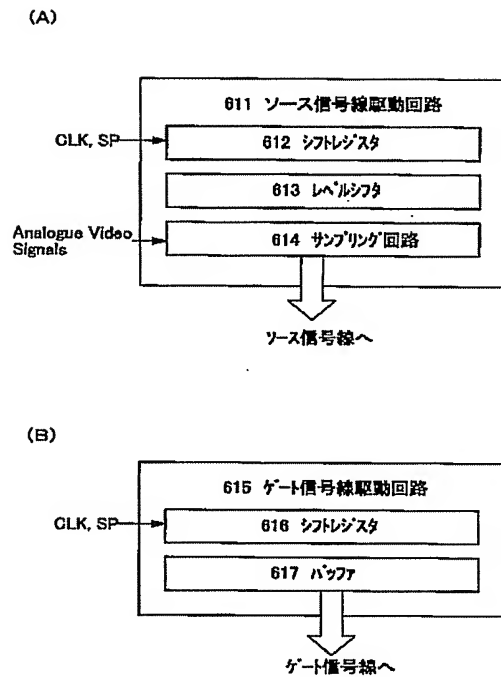 (A)
611 ソース信号線駆動回路
CLK, SP
612 シフトレジスタ
613 レベルシフタ
Analogue Video
Signals
614 サンプリング回路
ソース信号線へ
(B)
615 ゲート信号線駆動回路
CLK, SP
616 シフトレジスタ
617 バッファ
ゲート信号線へ